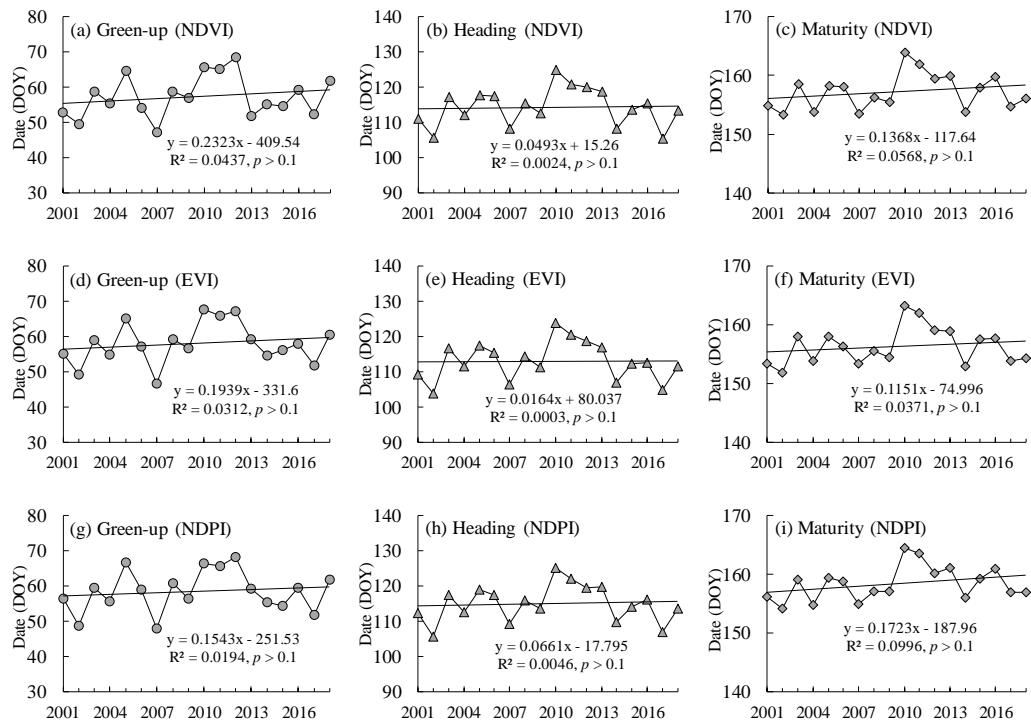 (a) Green-up (NDVI)
Date (DOY)
80
70
60
50
40
30
y = 0.2323x - 409.54
R² = 0.0437, p > 0.1
2001 2004 2007 2010 2013 2016
(b) Heading (NDVI)
Date (DOY)
140
130
120
110
100
90
y = 0.0493x + 15.26
R² = 0.0024, p > 0.1
2001 2004 2007 2010 2013 2016
(c) Maturity (NDVI)
Date (DOY)
170
160
150
140
y = 0.1368x - 117.64
R² = 0.0568, p > 0.1
2001 2004 2007 2010 2013 2016
(d) Green-up (EVI)
Date (DOY)
80
70
60
50
40
30
y = 0.1939x - 331.6
R² = 0.0312, p > 0.1
2001 2004 2007 2010 2013 2016
(e) Heading (EVI)
Date (DOY)
140
130
120
110
100
90
y = 0.0164x + 80.037
R² = 0.0003, p > 0.1
2001 2004 2007 2010 2013 2016
(f) Maturity (EVI)
Date (DOY)
170
160
150
140
y = 0.1151x - 74.996
R² = 0.0371, p > 0.1
2001 2004 2007 2010 2013 2016
(g) Green-up (NDPI)
Date (DOY)
80
70
60
50
40
30
y = 0.1543x - 251.53
R² = 0.0194, p > 0.1
2001 2004 2007 2010 2013 2016
(h) Heading (NDPI)
Date (DOY)
140
130
120
110
100
90
y = 0.0661x - 17.795
R² = 0.0046, p > 0.1
2001 2004 2007 2010 2013 2016
(i) Maturity (NDPI)
Date (DOY)
170
160
150
140
y = 0.1723x - 187.96
R² = 0.0996, p > 0.1
2001 2004 2007 2010 2013 2016